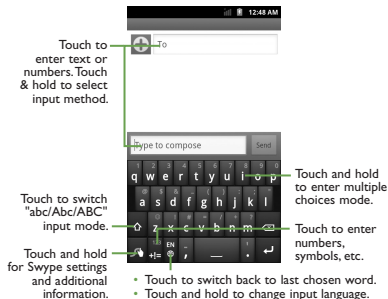 12:48 AM
To
Touch to
enter text or
numbers. Touch
& hold to select
input method.
Type to compose
Send
q w e r t y u i o p
a s d f g h j k l
z x c v b n m
+!=
EN
Touch to switch
"abc/Abc/ABC"
input mode.
Touch and hold
for Swype settings
and additional
information.
Touch and hold
to enter multiple
choices mode.
Touch to enter
numbers,
symbols, etc.
• Touch to switch back to last chosen word.
• Touch and hold to change input language.